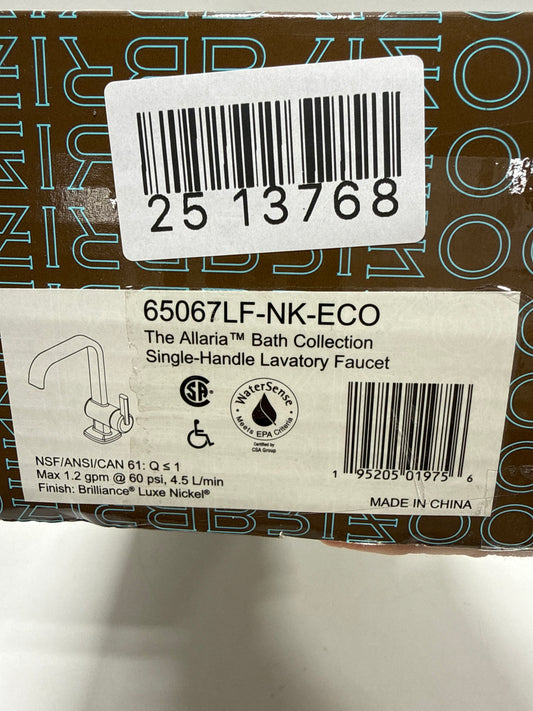 25 13768
65067LF-NK-ECO
The Allaria™ Bath Collection
Single-Handle Lavatory Faucet
SA
WaterSense
Meets EPA Criteria
Certified by
CSA Group
NSF/ANSI/CAN 61: Q ≤ 1
Max 1.2 gpm @ 60 psi, 4.5 L/min
Finish: Brilliance® Luxe Nickel®
1 95205 01975 6
MADE IN CHINA